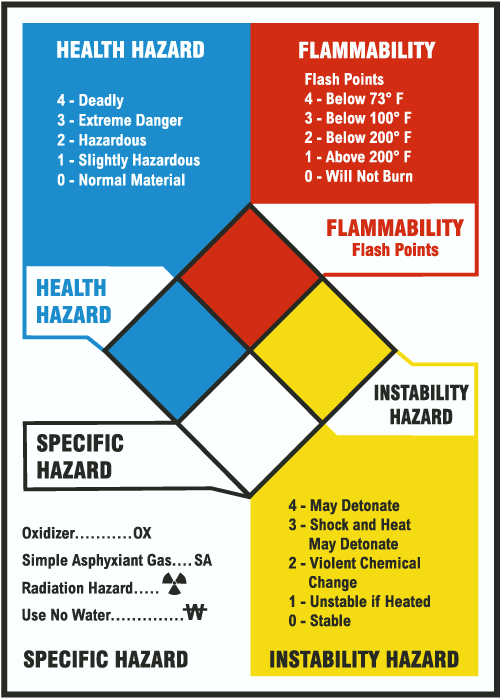 HEALTH HAZARD
4 - Deadly
3 - Extreme Danger
2 - Hazardous
1 - Slightly Hazardous
0 - Normal Material
FLAMMABILITY
Flash Points
4 - Below 73° F
3 - Below 100° F
2 - Below 200° F
1 - Above 200° F
0 - Will Not Burn
FLAMMABILITY
Flash Points
HEALTH
HAZARD
INSTABILITY
HAZARD
SPECIFIC
HAZARD
Oxidizer...........OX
Simple Asphyxiant Gas....SA
Radiation Hazard.....
Use No Water..............W
SPECIFIC HAZARD
4 - May Detonate
3 - Shock and Heat
May Detonate
2 - Violent Chemical
Change
1 - Unstable if Heated
0 - Stable
INSTABILITY HAZARD